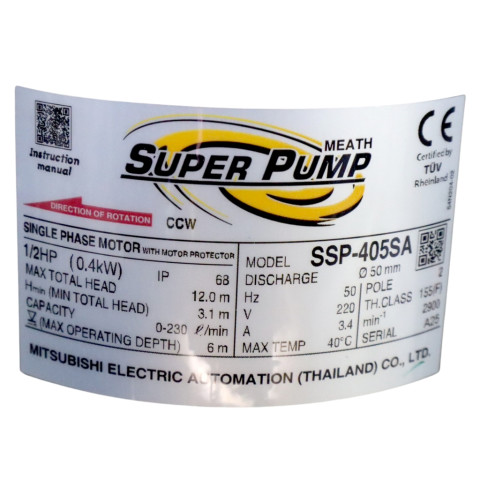 Instruction
manual
MEATH
SUPER PUMP
CE
Certified by
TÜV
Rheinland
DIRECTION OF ROTATION
CCW
SINGLE PHASE MOTOR WITH MOTOR PROTECTOR
1/2HP (0.4kW) IP 68
MAX TOTAL HEAD 12.0 m
Hmin (MIN TOTAL HEAD) 3.1 m
CAPACITY 0-230 ℓ/min
(MAX OPERATING DEPTH) 6 m
MODEL SSP-405SA
DISCHARGE Ø 50 mm
Hz 50 POLE 2
V 220 TH.CLASS 155(F)
A 3.4 min⁻¹ 2900
MAX TEMP 40°C SERIAL A25
MITSUBISHI ELECTRIC AUTOMATION (THAILAND) CO., LTD.